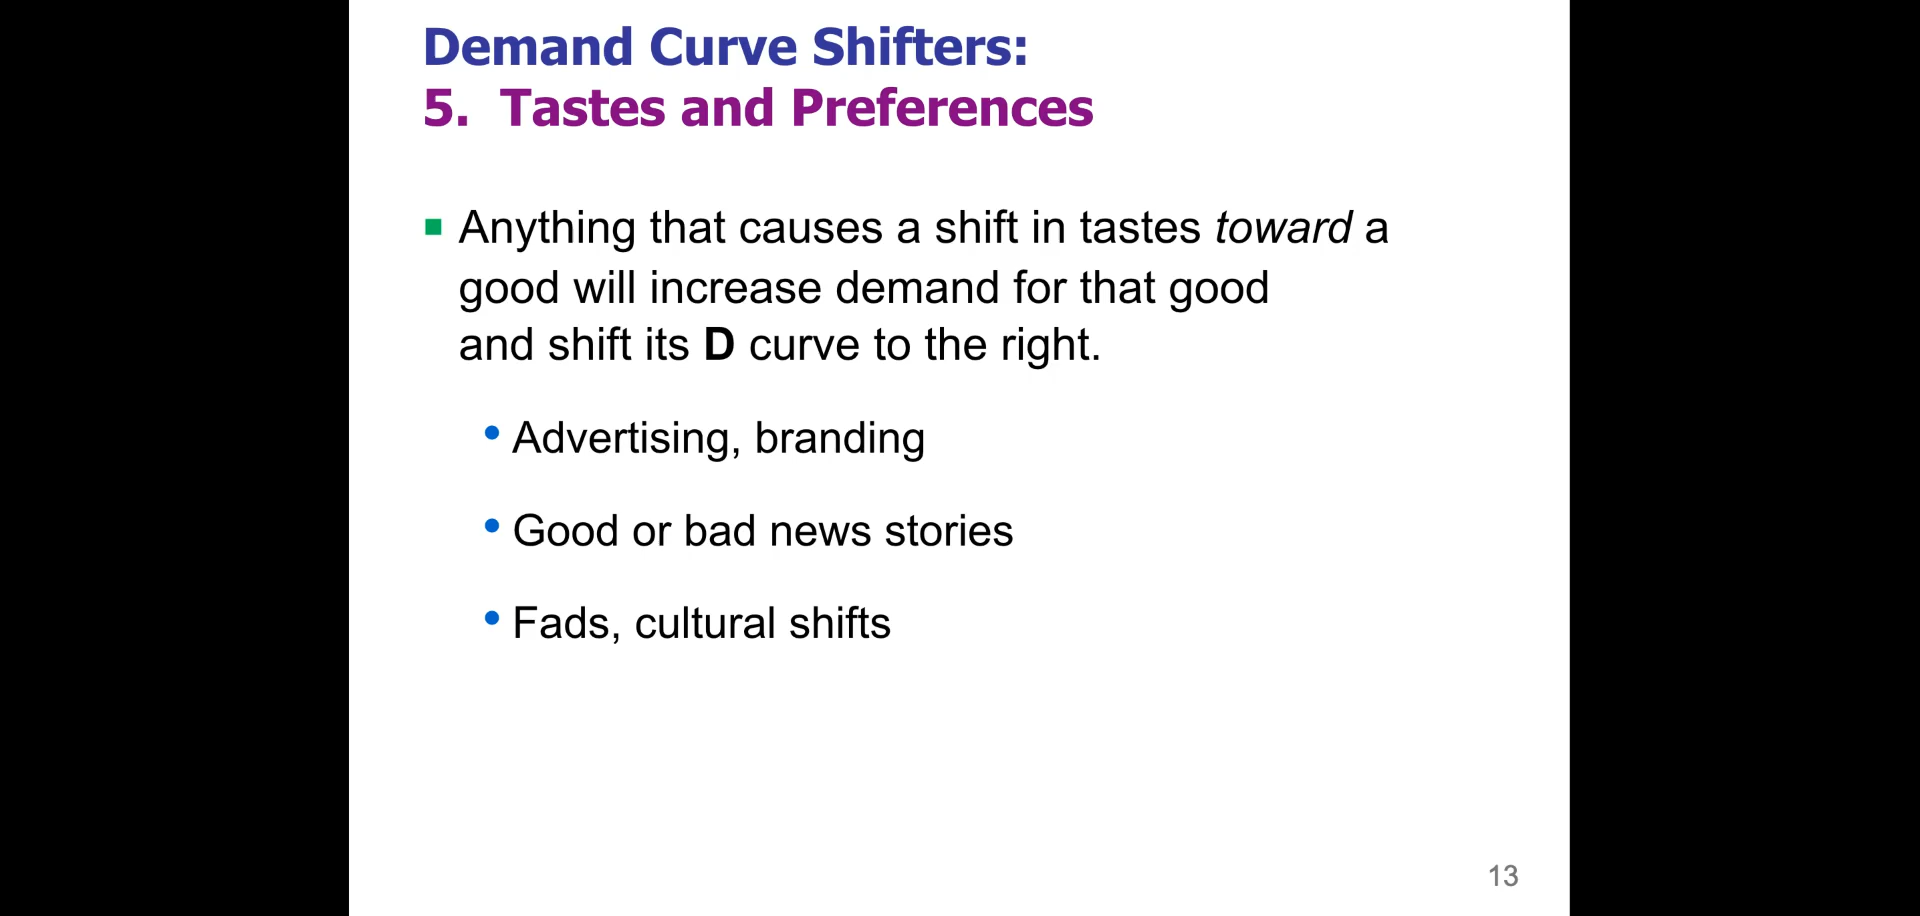 Demand Curve Shifters:
5. Tastes and Preferences
▪ Anything that causes a shift in tastes toward a
good will increase demand for that good
and shift its D curve to the right.
• Advertising, branding
• Good or bad news stories
• Fads, cultural shifts
13